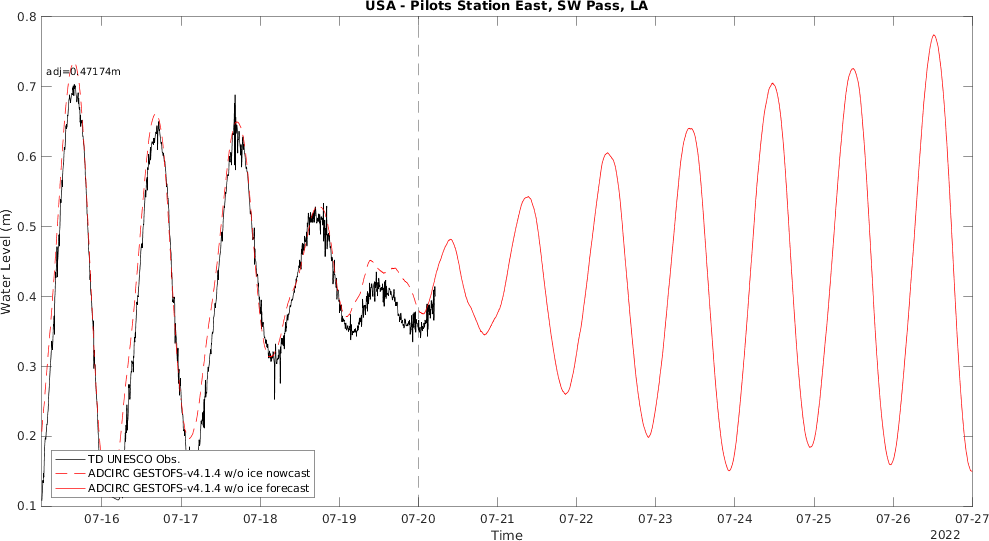 USA - Pilots Station East, SW Pass, LA
adj=0.47174m
0.8
0.7
0.6
0.5
0.4
0.3
0.2
0.1
Water Level (m)
TD UNESCO Obs.
ADCIRC GESTOFS-v4.1.4 w/o ice nowcast
ADCIRC GESTOFS-v4.1.4 w/o ice forecast
07-16 07-17 07-18 07-19 07-20 07-21 07-22 07-23 07-24 07-25 07-26 07-27
Time
2022